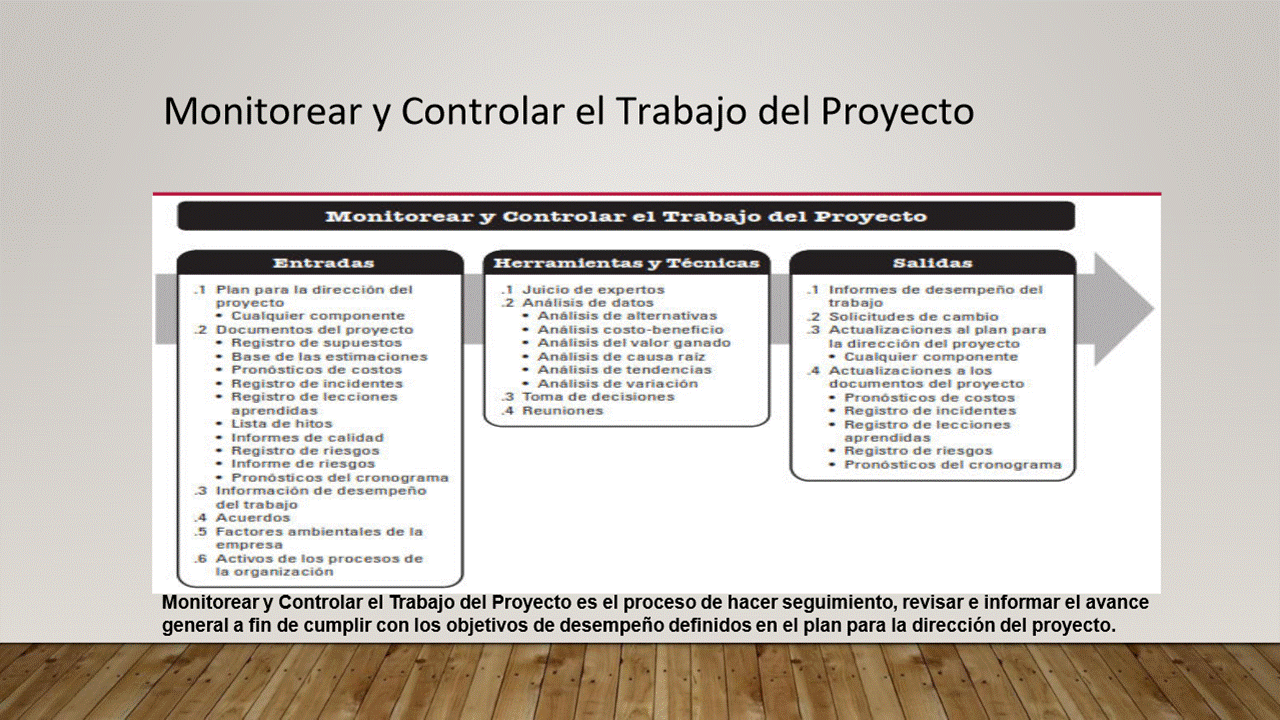 Monitorear y Controlar el Trabajo del Proyecto
Monitorear y Controlar el Trabajo del Proyecto
Entradas
.1 Plan para la dirección del
proyecto
• Cualquier componente
.2 Documentos del proyecto
• Registro de supuestos
• Base de las estimaciones
• Pronósticos de costos
• Registro de incidentes
• Registro de lecciones
aprendidas
• Lista de hitos
• Informes de calidad
• Registro de riesgos
• Informe de riesgos
• Pronósticos del cronograma
.3 Información de desempeño
del trabajo
.4 Acuerdos
.5 Factores ambientales de la
empresa
.6 Activos de los procesos de
la organización
Herramientas y Técnicas
.1 Juicio de expertos
.2 Análisis de datos
• Análisis de alternativas
• Análisis costo-beneficio
• Análisis del valor ganado
• Análisis de causa raíz
• Análisis de tendencias
• Análisis de variación
.3 Toma de decisiones
.4 Reuniones
Salidas
.1 Informes de desempeño del
trabajo
.2 Solicitudes de cambio
.3 Actualizaciones al plan para
la dirección del proyecto
• Cualquier componente
.4 Actualizaciones a los
documentos del proyecto
• Pronósticos de costos
• Registro de incidentes
• Registro de lecciones
aprendidas
• Registro de riesgos
• Pronósticos del cronograma
Monitorear y Controlar el Trabajo del Proyecto es el proceso de hacer seguimiento, revisar e informar el avance
general a fin de cumplir con los objetivos de desempeño definidos en el plan para la dirección del proyecto.